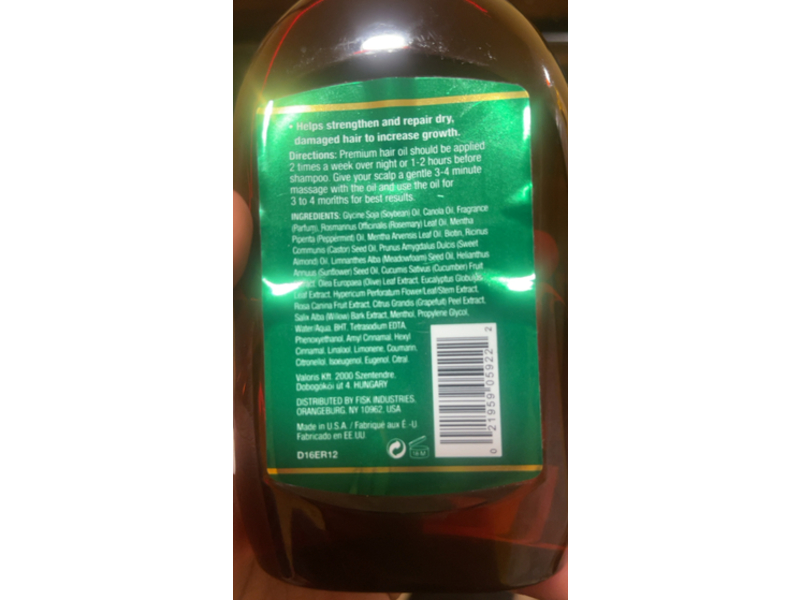 • Helps strengthen and repair dry,
damaged hair to increase growth.
Directions: Premium hair oil should be applied
2 times a week over night or 1-2 hours before
shampoo. Give your scalp a gentle 3-4 minute
massage with the oil and use the oil for
3 to 4 months for best results.
INGREDIENTS: Glycine Soja (Soybean) Oil, Canola Oil, Fragrance
(Parfum), Rosmarinus Officinalis (Rosemary) Leaf Oil, Mentha
Piperita (Peppermint) Oil, Mentha Arvensis Leaf Oil, Biotin, Ricinus
Communis (Castor) Seed Oil, Prunus Amygdalus Dulcis (Sweet
Almond) Oil, Limnanthes Alba (Meadowfoam) Seed Oil, Helianthus
Annuus (Sunflower) Seed Oil, Cucumis Sativus (Cucumber) Fruit
Olea Europaea (Olive) Leaf Extract, Eucalyptus Globulus
Leaf Extract, Hypericum Perforatum Flower/Leaf/Stem Extract,
Rosa Canina Fruit Extract, Citrus Grandis (Grapefruit) Peel Extract,
Salix Alba (Willow) Bark Extract, Menthol, Propylene Glycol,
Water/Aqua, BHT, Tetrasodium EDTA,
Phenoxyethanol, Amyl Cinnamal, Hexyl
Cinnamal, Linalool, Limonene, Coumarin,
Citronellol, Isoeugenol, Eugenol, Citral.
Valoris Kft. 2000 Szentendre,
Dobogókői út 4. HUNGARY
DISTRIBUTED BY FISK INDUSTRIES,
ORANGEBURG, NY 10962, USA
Made in U.S.A. / Fabriqué aux É.-U.
Fabricado en EE.UU.
D16ER12
0 21959 05922 2